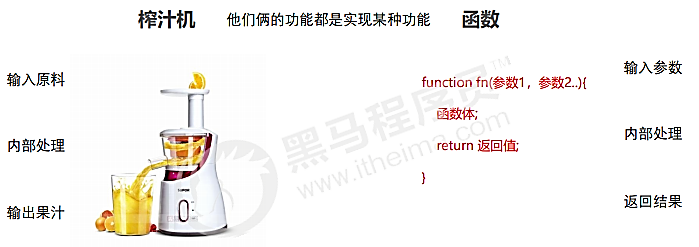 榨汁机 他们俩的功能都是实现某种功能 函数
输入原料
内部处理
输出果汁
function fn(参数1，参数2..){
函数体;
return 返回值;
}
输入参数
内部处理
返回结果
黑马程序员™
www.itheima.com